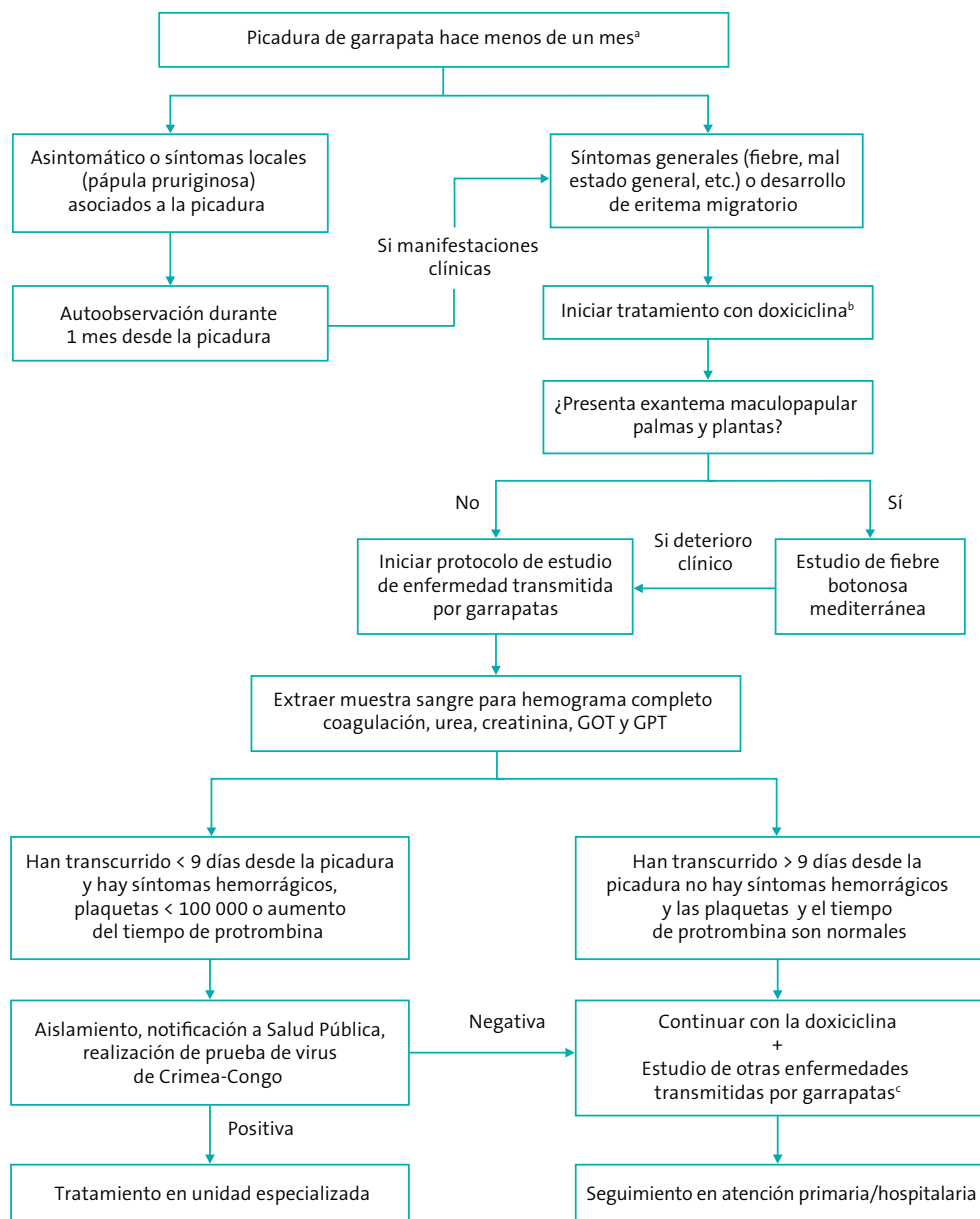 Picadura de garrapata hace menos de un mesᵃ
Asintomático o síntomas locales
(pápula pruriginosa)
asociados a la picadura
Síntomas generales (fiebre, mal
estado general, etc.) o desarrollo
de eritema migratorio
Si manifestaciones
clínicas
Autoobservación durante
1 mes desde la picadura
Iniciar tratamiento con doxiciclinaᵇ
¿Presenta exantema maculopapular
palmas y plantas?
No
Sí
Iniciar protocolo de estudio
de enfermedad transmitida
por garrapatas
Si deterioro
clínico
Estudio de fiebre
botonosa
mediterránea
Extraer muestra sangre para hemograma completo
coagulación, urea, creatinina, GOT y GPT
Han transcurrido < 9 días desde la picadura
y hay síntomas hemorrágicos,
plaquetas < 100 000 o aumento
del tiempo de protrombina
Han transcurrido > 9 días desde la
picadura no hay síntomas hemorrágicos
y las plaquetas y el tiempo
de protrombina son normales
Aislamiento, notificación a Salud Pública,
realización de prueba de virus
de Crimea-Congo
Negativa
Continuar con la doxiciclina
+
Estudio de otras enfermedades
transmitidas por garrapatasᶜ
Positiva
Tratamiento en unidad especializada
Seguimiento en atención primaria/hospitalaria